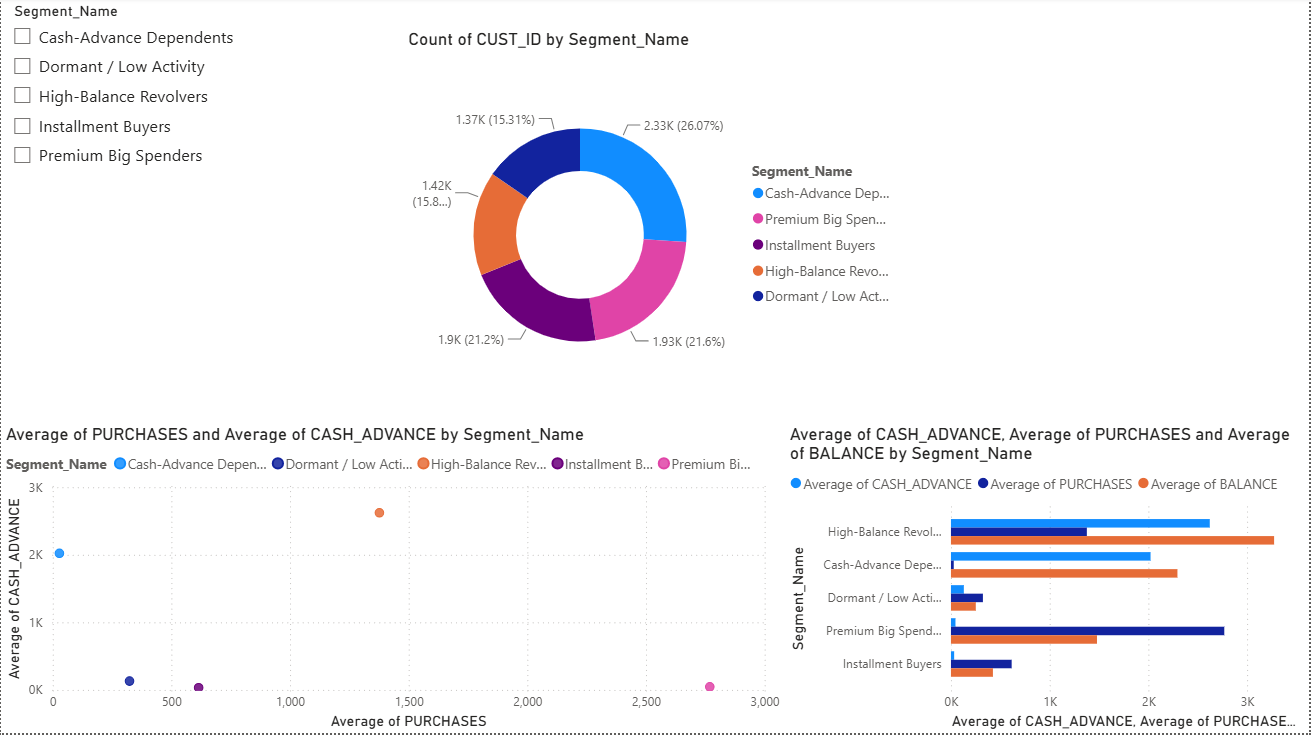 Segment_Name
Cash-Advance Dependents
Dormant / Low Activity
High-Balance Revolvers
Installment Buyers
Premium Big Spenders
Count of CUST_ID by Segment_Name
1.37K (15.31%)
2.33K (26.07%)
1.42K
(15.8...)
1.9K (21.2%)
1.93K (21.6%)
Segment_Name
Cash-Advance Dep...
Premium Big Spen...
Installment Buyers
High-Balance Revo...
Dormant / Low Act...
Average of PURCHASES and Average of CASH_ADVANCE by Segment_Name
Segment_Name Cash-Advance Depen... Dormant / Low Acti... High-Balance Rev... Installment B... Premium Bi...
Average of CASH_ADVANCE
3K
2K
1K
0K
0 500 1,000 1,500 2,000 2,500 3,000
Average of PURCHASES
Average of CASH_ADVANCE, Average of PURCHASES and Average
of BALANCE by Segment_Name
Average of CASH_ADVANCE Average of PURCHASES Average of BALANCE
Segment_Name
High-Balance Revol...
Cash-Advance Depe...
Dormant / Low Acti...
Premium Big Spend...
Installment Buyers
0K 1K 2K 3K
Average of CASH_ADVANCE, Average of PURCHASE...